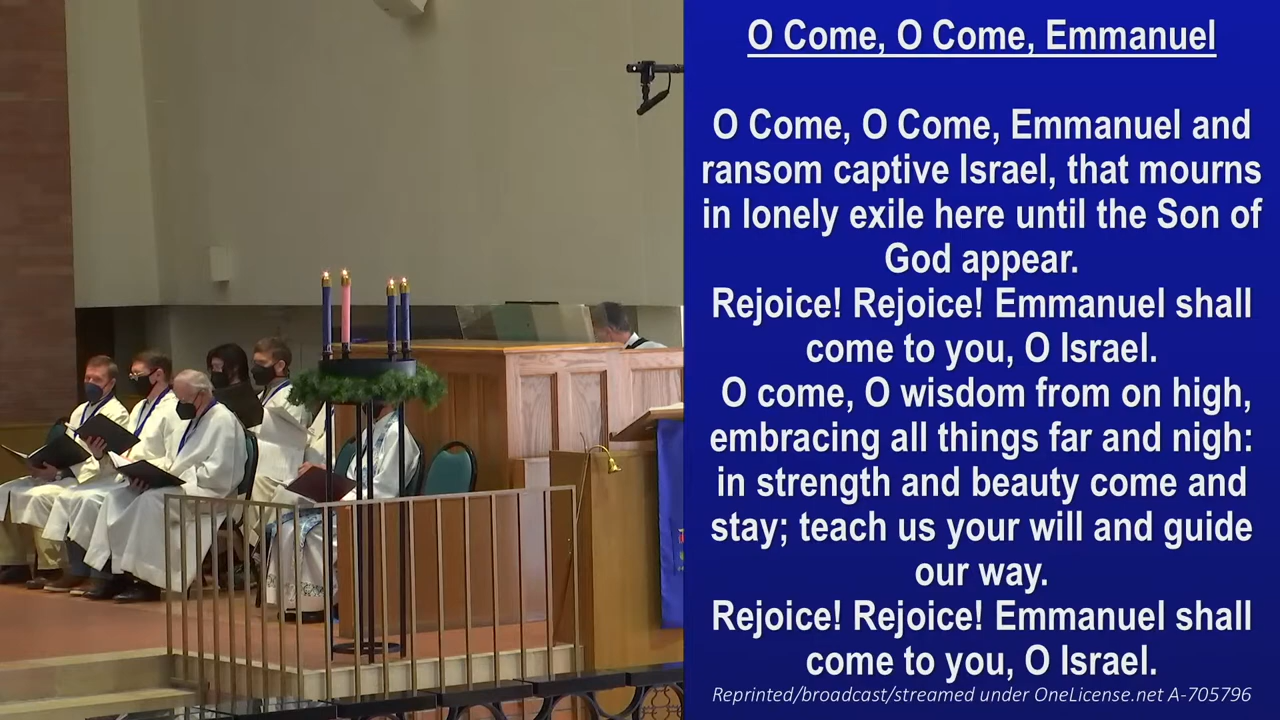 O Come, O Come, Emmanuel
O Come, O Come, Emmanuel and
ransom captive Israel, that mourns
in lonely exile here until the Son of
God appear.
Rejoice! Rejoice! Emmanuel shall
come to you, O Israel.
O come, O wisdom from on high,
embracing all things far and nigh:
in strength and beauty come and
stay; teach us your will and guide
our way.
Rejoice! Rejoice! Emmanuel shall
come to you, O Israel.
Reprinted/broadcast/streamed under OneLicense.net A-705796